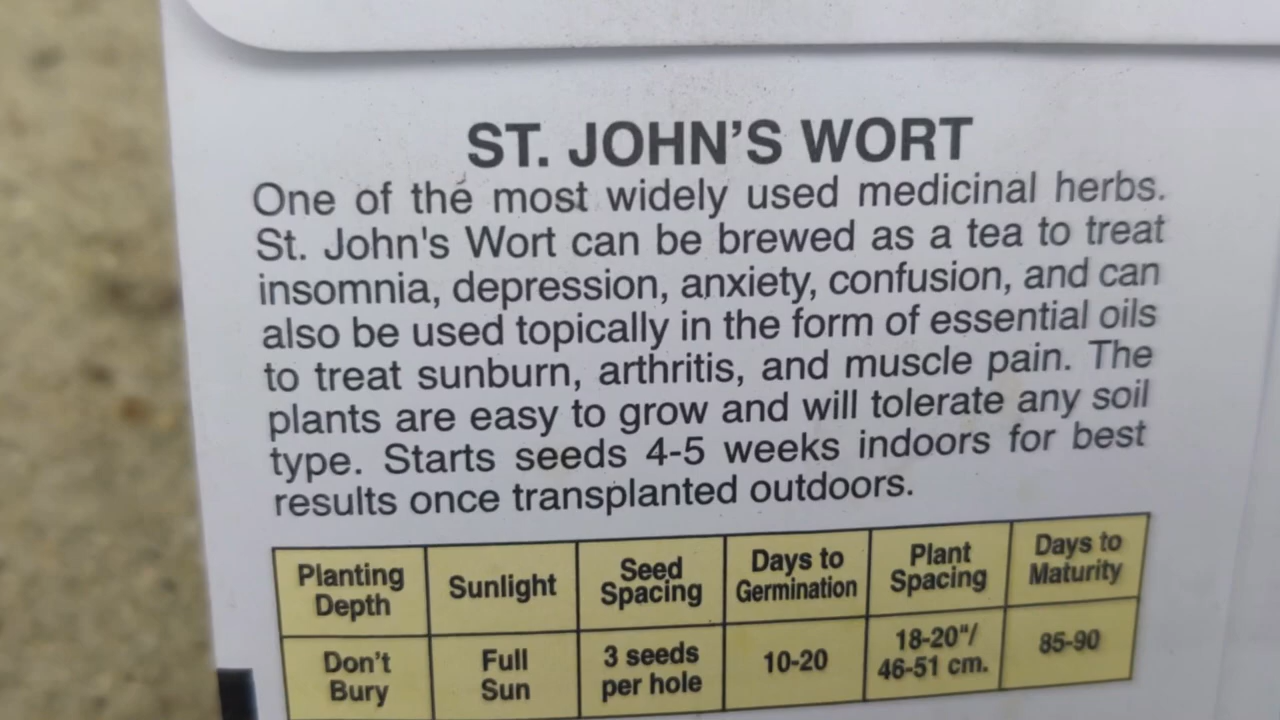 ST. JOHN'S WORT
One of the most widely used medicinal herbs.
St. John's Wort can be brewed as a tea to treat
insomnia, depression, anxiety, confusion, and can
also be used topically in the form of essential oils
to treat sunburn, arthritis, and muscle pain. The
plants are easy to grow and will tolerate any soil
type. Starts seeds 4-5 weeks indoors for best
results once transplanted outdoors.
Planting Depth
Sunlight
Seed Spacing
Days to Germination
Plant Spacing
Days to Maturity
Don't Bury
Full Sun
3 seeds per hole
10-20
18-20"/ 46-51 cm.
85-90